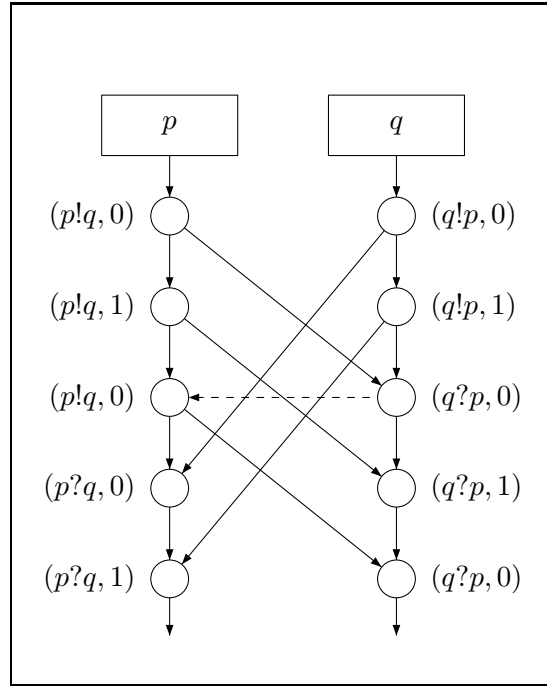 p q
(p!q, 0) (q!p, 0)
(p!q, 1) (q!p, 1)
(p!q, 0) (q?p, 0)
(p?q, 0) (q?p, 1)
(p?q, 1) (q?p, 0)